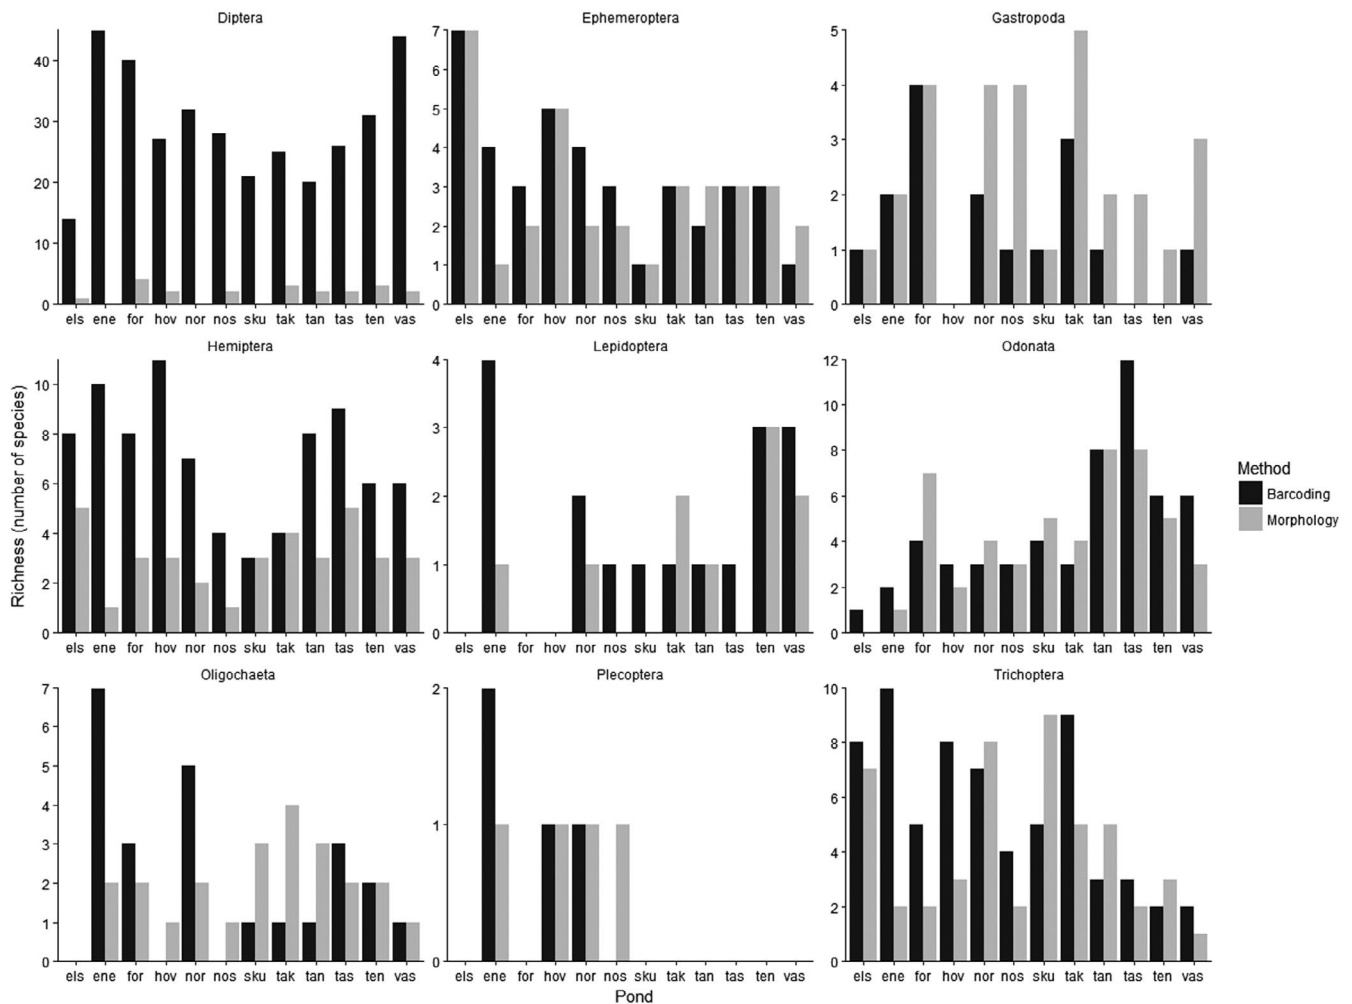 Diptera
Ephemeroptera
Gastropoda
40
30
20
10
0
7
6
5
4
3
2
1
0
5
4
3
2
1
0
els ene for hov nor nos sku tak tan tas ten vas
els ene for hov nor nos sku tak tan tas ten vas
els ene for hov nor nos sku tak tan tas ten vas
Richness (number of species)
Hemiptera
Lepidoptera
Odonata
10
8
6
4
2
0
4
3
2
1
0
12
10
8
6
4
2
0
els ene for hov nor nos sku tak tan tas ten vas
els ene for hov nor nos sku tak tan tas ten vas
els ene for hov nor nos sku tak tan tas ten vas
Method
Barcoding
Morphology
Oligochaeta
Plecoptera
Trichoptera
7
6
5
4
3
2
1
0
2
1
0
10
8
6
4
2
0
els ene for hov nor nos sku tak tan tas ten vas
els ene for hov nor nos sku tak tan tas ten vas
els ene for hov nor nos sku tak tan tas ten vas
Pond